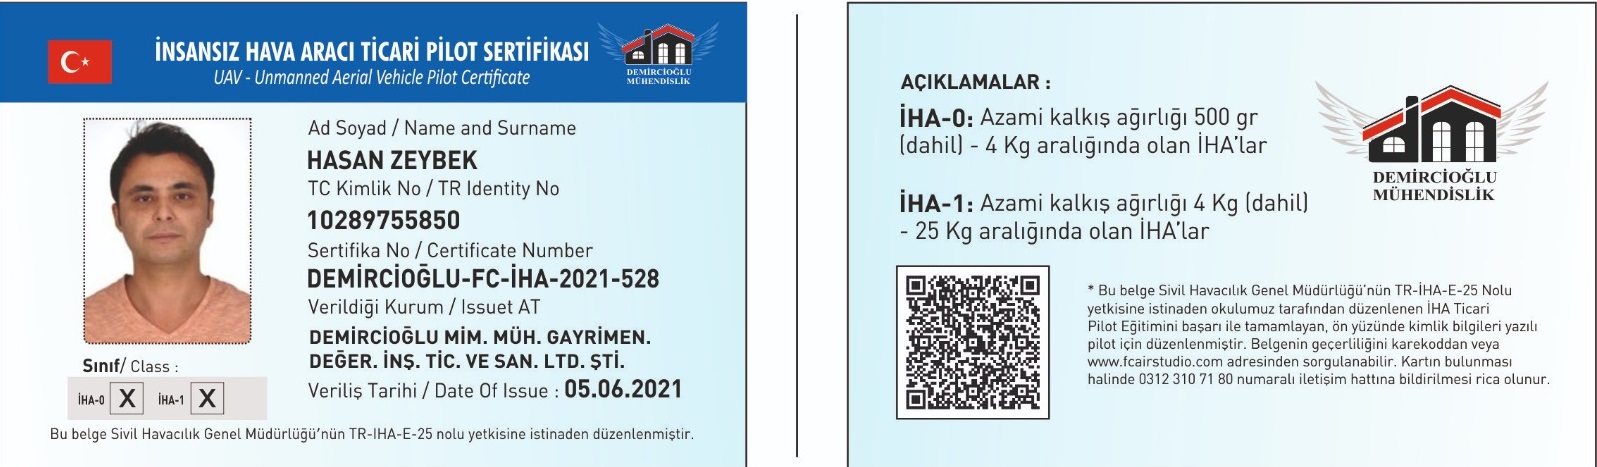 İNSANSIZ HAVA ARACI TİCARİ PİLOT SERTİFİKASI
UAV - Unmanned Aerial Vehicle Pilot Certificate
DEMİRCİOĞLU
MÜHENDİSLİK
Ad Soyad / Name and Surname
HASAN ZEYBEK
TC Kimlik No / TR Identity No
10289755850
Sertifika No / Certificate Number
DEMİRCİOĞLU-FC-İHA-2021-528
Verildiği Kurum / Issuet AT
DEMİRCİOĞLU MİM. MÜH. GAYRİMEN.
DEĞER. İNŞ. TİC. VE SAN. LTD. ŞTİ.
Veriliş Tarihi / Date Of Issue : 05.06.2021
Sınıf/ Class :
İHA-0 X İHA-1 X
Bu belge Sivil Havacılık Genel Müdürlüğü'nün TR-IHA-E-25 nolu yetkisine istinaden düzenlenmiştir.
AÇIKLAMALAR :
İHA-0: Azami kalkış ağırlığı 500 gr
(dahil) - 4 Kg aralığında olan İHA'lar
İHA-1: Azami kalkış ağırlığı 4 Kg (dahil)
- 25 Kg aralığında olan İHA'lar
DEMİRCİOĞLU
MÜHENDİSLİK
* Bu belge Sivil Havacılık Genel Müdürlüğü'nün TR-İHA-E-25 Nolu
yetkisine istinaden okulumuz tarafından düzenlenen İHA Ticari
Pilot Eğitimini başarı ile tamamlayan, ön yüzünde kimlik bilgileri yazılı
pilot için düzenlenmiştir. Belgenin geçerliliğini karekoddan veya
www.fcairstudio.com adresinden sorgulanabilir. Kartın bulunması
halinde 0312 310 71 80 numaralı iletişim hattına bildirilmesi rica olunur.